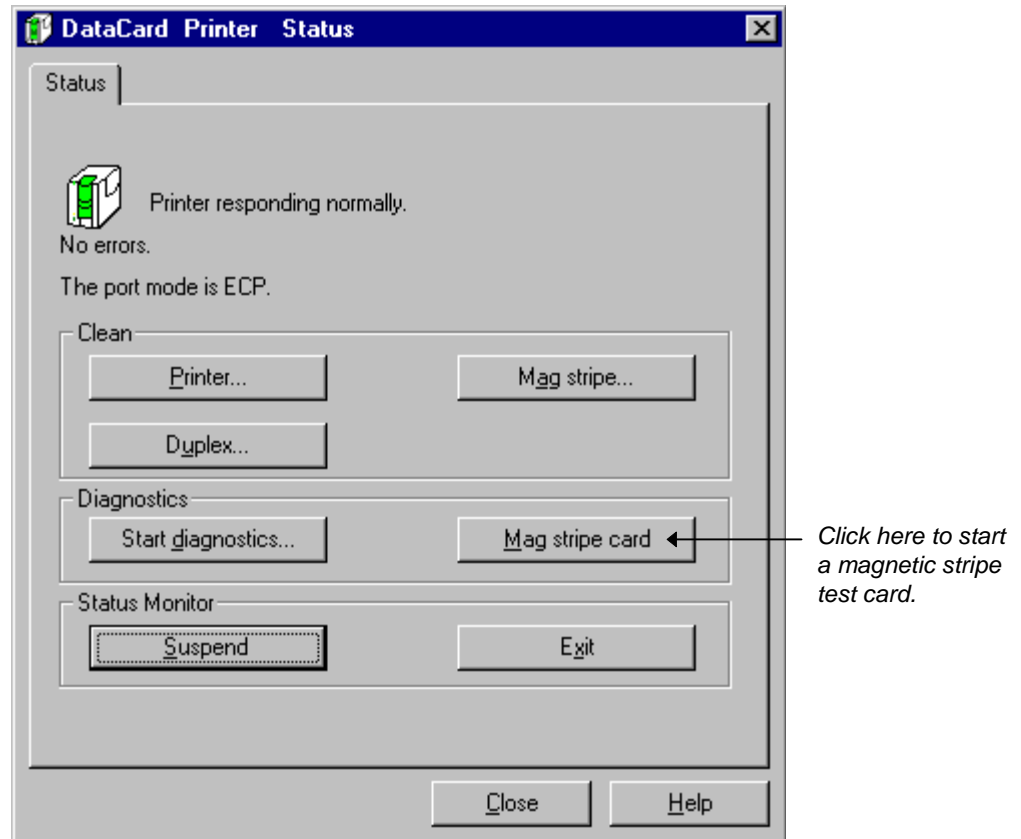 DataCard Printer Status
Status
Printer responding normally.
No errors.
The port mode is ECP.
Clean
Printer...
Mag stripe...
Duplex...
Diagnostics
Start diagnostics...
Mag stripe card
Click here to start
a magnetic stripe
test card.
Status Monitor
Suspend
Exit
Close
Help